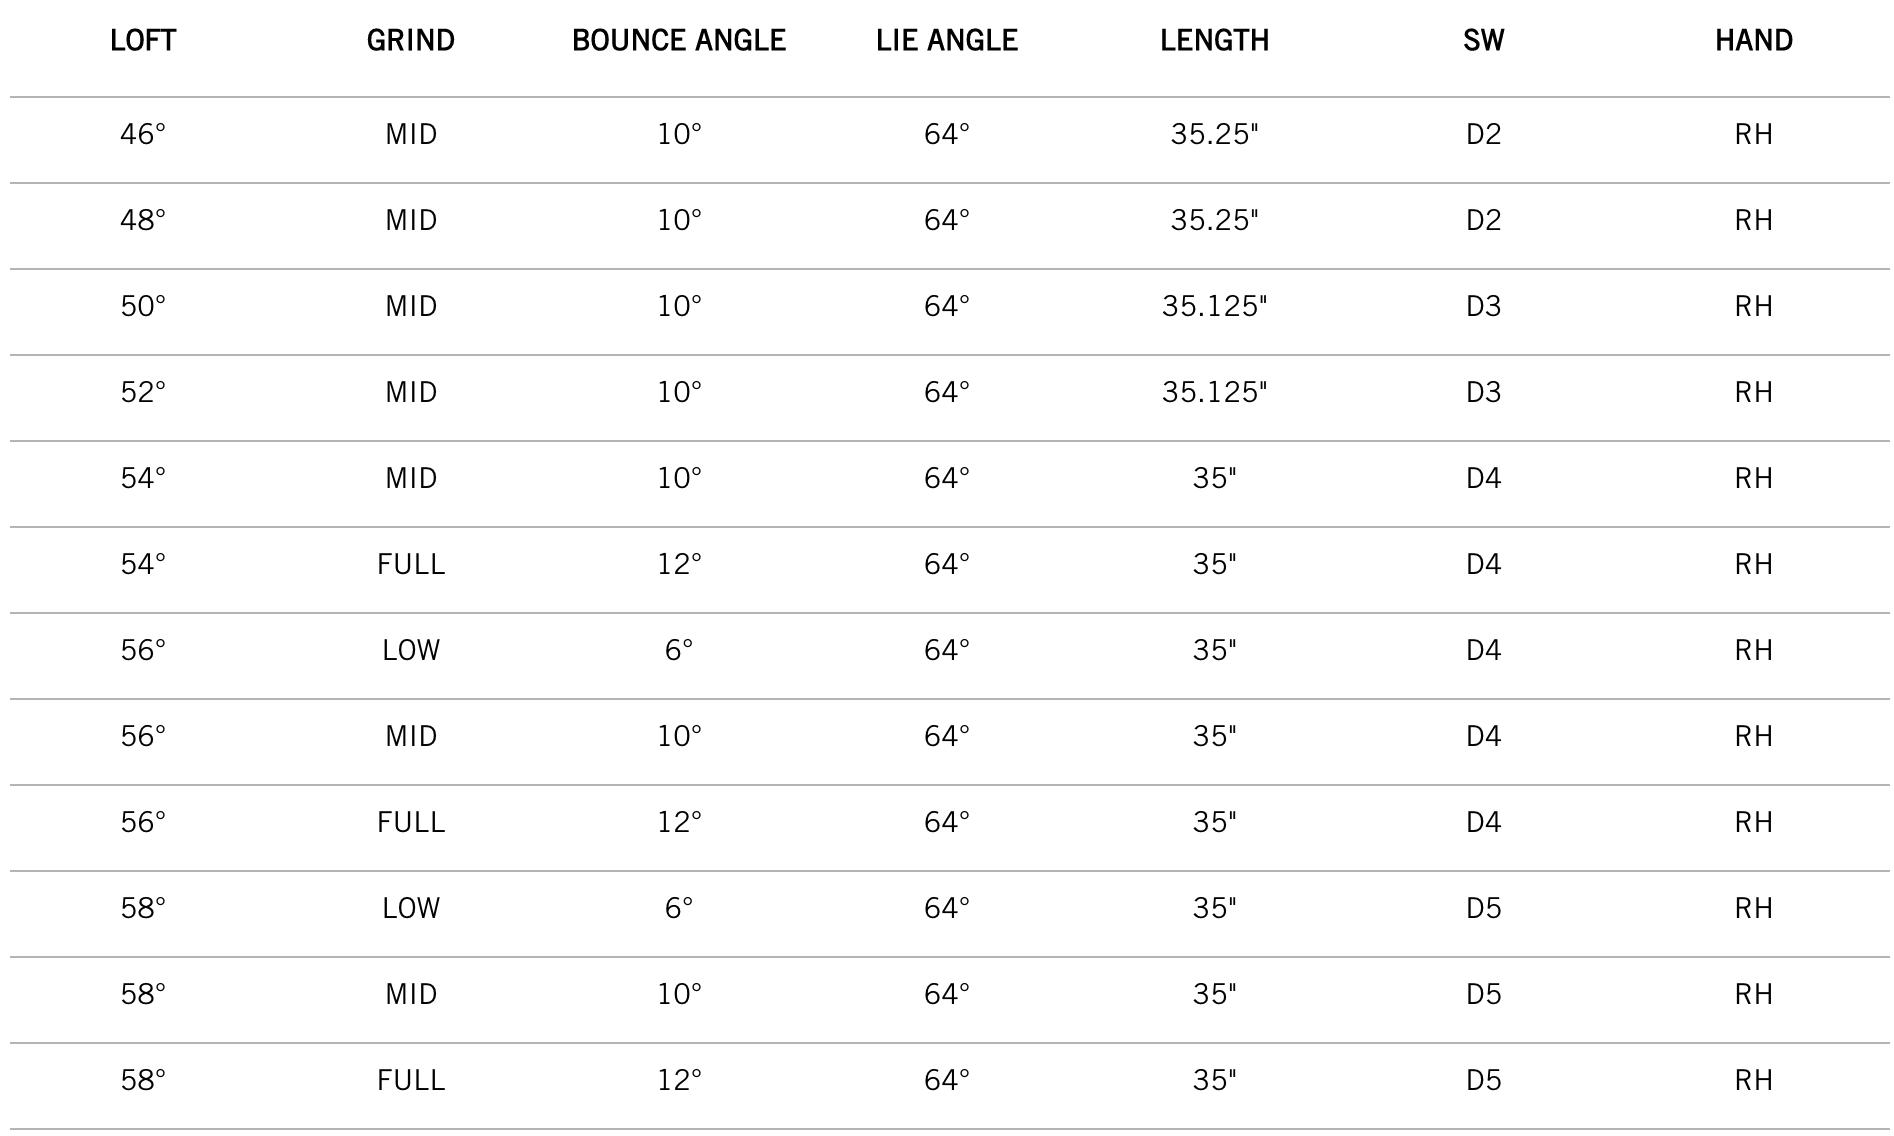 LOFT GRIND BOUNCE ANGLE LIE ANGLE LENGTH SW HAND
46° MID 10° 64° 35.25" D2 RH
48° MID 10° 64° 35.25" D2 RH
50° MID 10° 64° 35.125" D3 RH
52° MID 10° 64° 35.125" D3 RH
54° MID 10° 64° 35" D4 RH
54° FULL 12° 64° 35" D4 RH
56° LOW 6° 64° 35" D4 RH
56° MID 10° 64° 35" D4 RH
56° FULL 12° 64° 35" D4 RH
58° LOW 6° 64° 35" D5 RH
58° MID 10° 64° 35" D5 RH
58° FULL 12° 64° 35" D5 RH